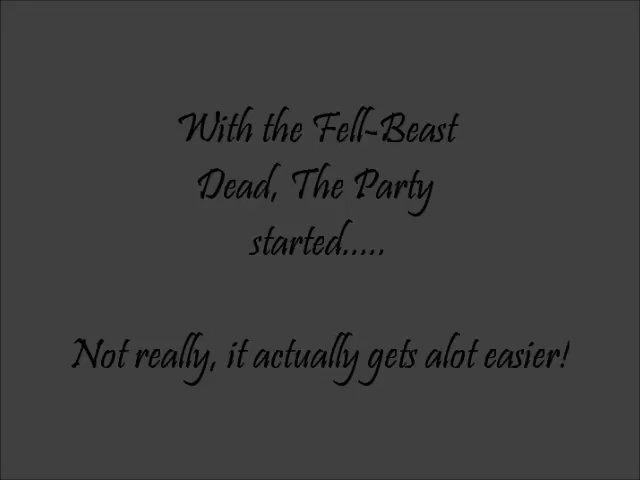 With the Fell-Beast
Dead, The Party
started.....
Not really, it actually gets alot easier!